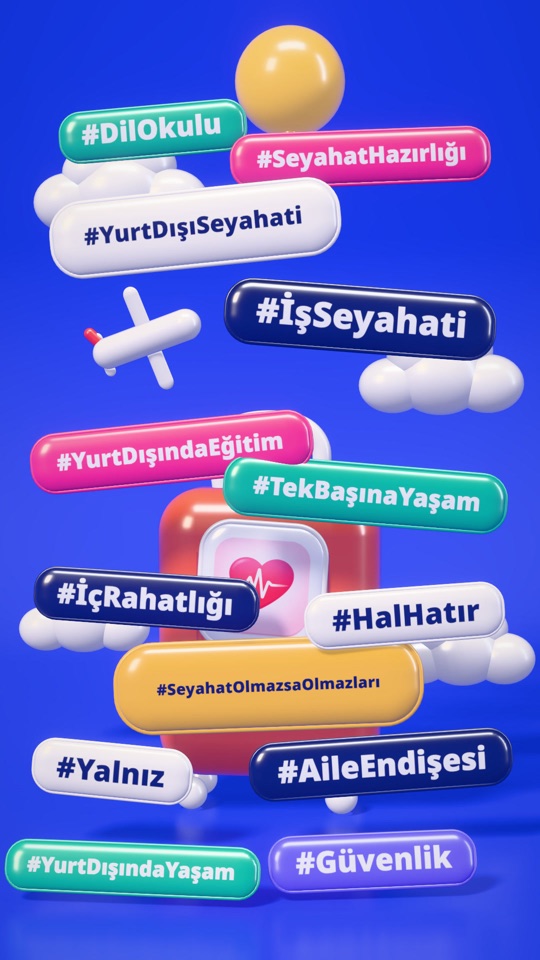 #DilOkulu
#SeyahatHazırlığı
#YurtDışıSeyahati
#İşSeyahati
#YurtDışındaEğitim
#TekBaşınaYaşam
#İçRahatlığı
#HalHatır
#SeyahatOlmazsaOlmazları
#Yalnız
#AileEndişesi
#YurtDışındaYaşam
#Güvenlik